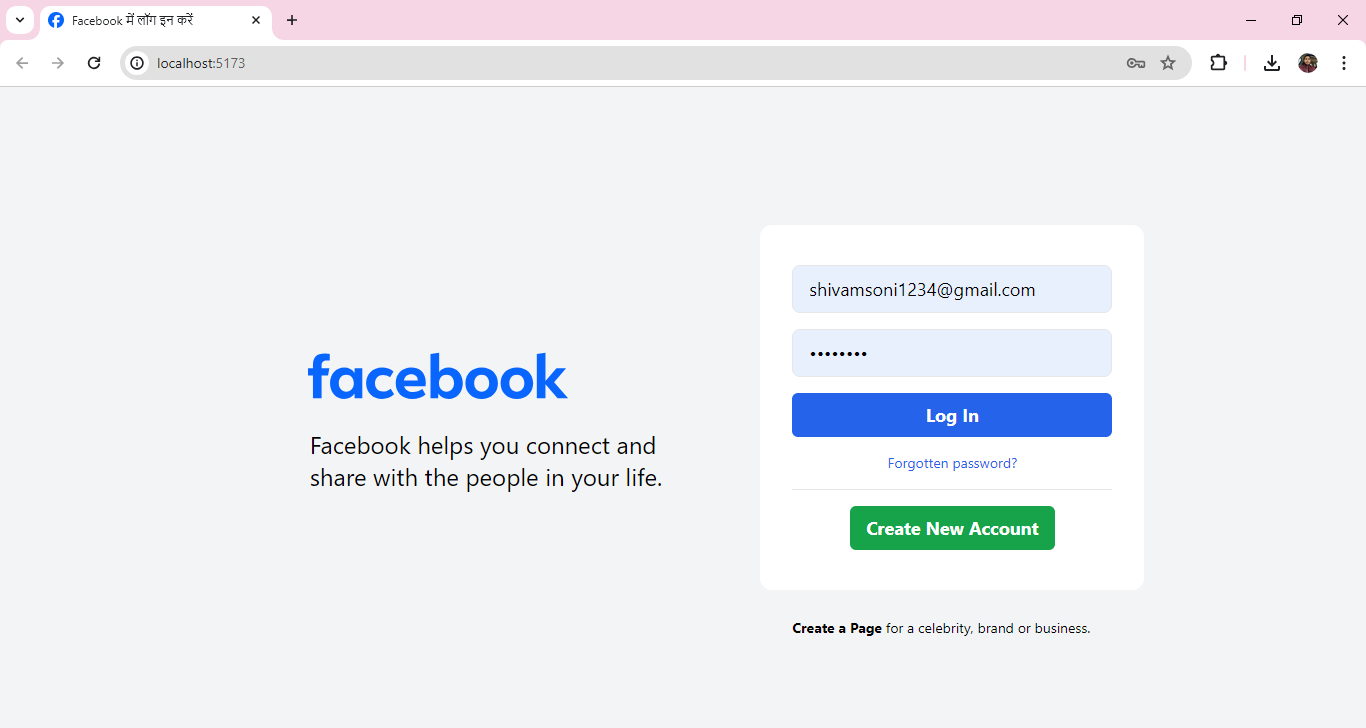 Facebook में लॉग इन करें
localhost:5173
facebook
Facebook helps you connect and
share with the people in your life.
shivamsoni1234@gmail.com
••••••••
Log In
Forgotten password?
Create New Account
Create a Page for a celebrity, brand or business.